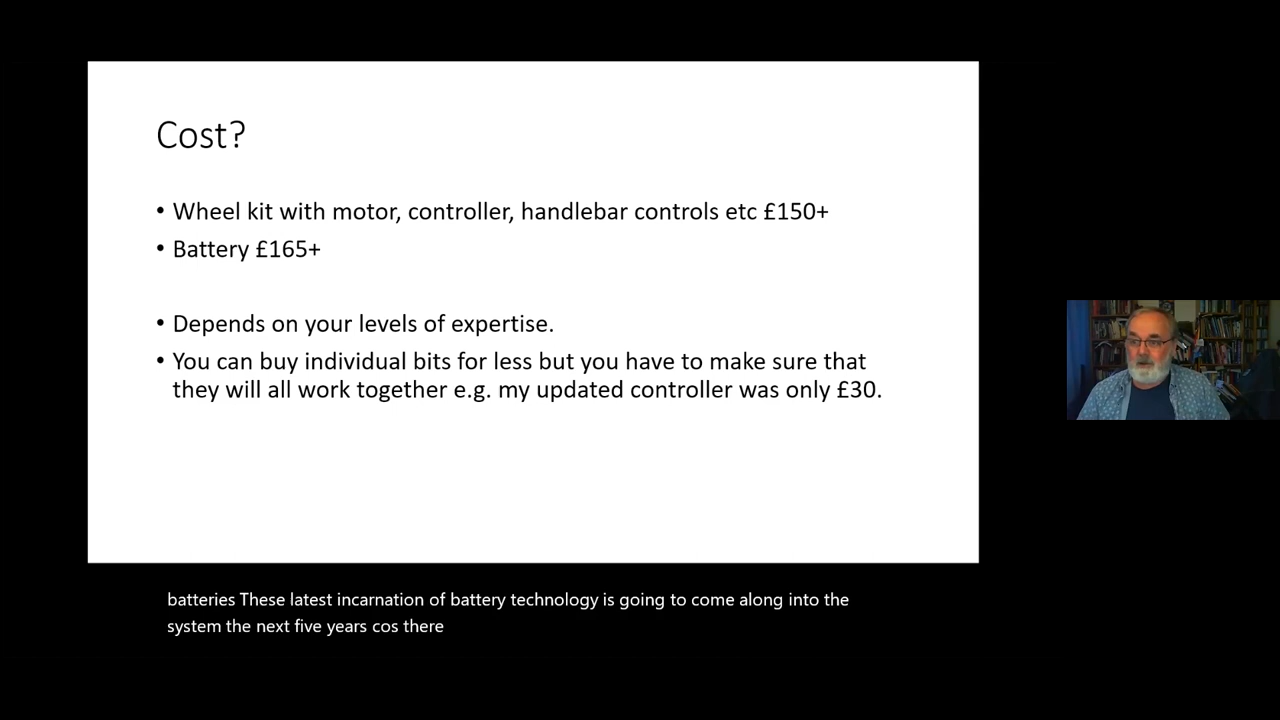 Cost?
• Wheel kit with motor, controller, handlebar controls etc £150+
• Battery £165+
• Depends on your levels of expertise.
• You can buy individual bits for less but you have to make sure that
they will all work together e.g. my updated controller was only £30.
batteries These latest incarnation of battery technology is going to come along into the
system the next five years cos there